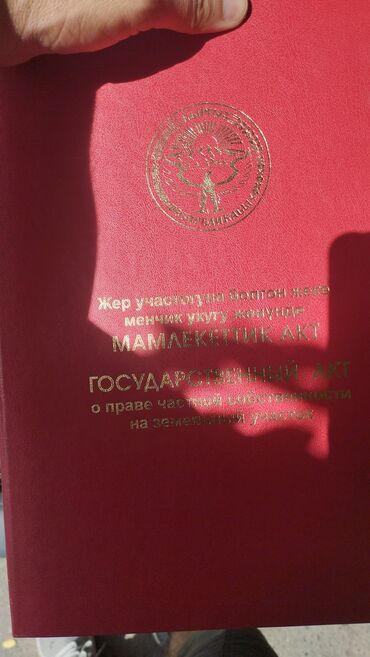 Жер участогуна болгон жеке
менчик укугу жөнүндө
МАМЛЕКЕТТИК АКТ
ГОСУДАРСТВЕННЫЙ АКТ
о праве частной собственности
на земельный участок